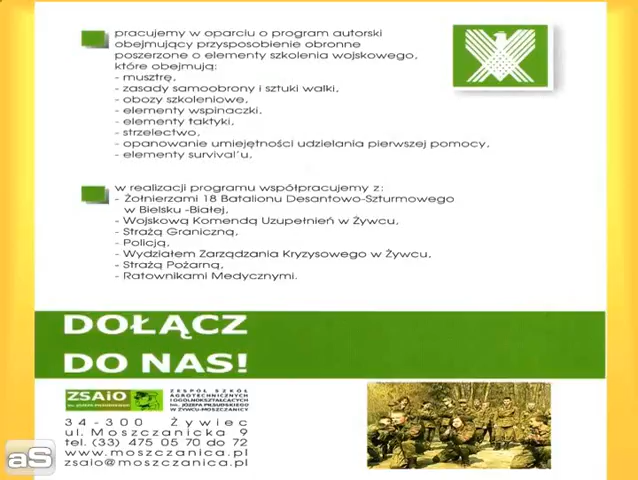 pracujemy w oparciu o program autorski
obejmujący przysposobienie obronne
poszerzone o elementy szkolenia wojskowego,
które obejmują:
- musztrę,
- zasady samoobrony i sztuki walki,
- obozy szkoleniowe,
- elementy wspinaczki,
- elementy taktyki,
- strzelectwo,
- opanowanie umiejętności udzielania pierwszej pomocy,
- elementy survival'u,
w realizacji programu współpracujemy z:
- Żołnierzami 18 Batalionu Desantowo-Szturmowego
w Bielsku -Białej,
- Wojskową Komendą Uzupełnień w Żywcu,
- Strażą Graniczną,
- Policją,
- Wydziałem Zarządzania Kryzysowego w Żywcu,
- Strażą Pożarną,
- Ratownikami Medycznymi.
DOŁĄCZ
DO NAS!
ZSAiO
im. JÓZEFA PIŁSUDSKIEGO
ZESPÓŁ SZKÓŁ
AGROTECHNICZNYCH
I OGÓLNOKSZTAŁCĄCYCH
im. JÓZEFA PIŁSUDSKIEGO
W ŻYWCU-MOSZCZANICY
34-300 Żywiec
ul. Moszczanicka 9
tel. (33) 475 05 70 do 72
www.moszczanica.pl
zsaio@moszczanica.pl
aS